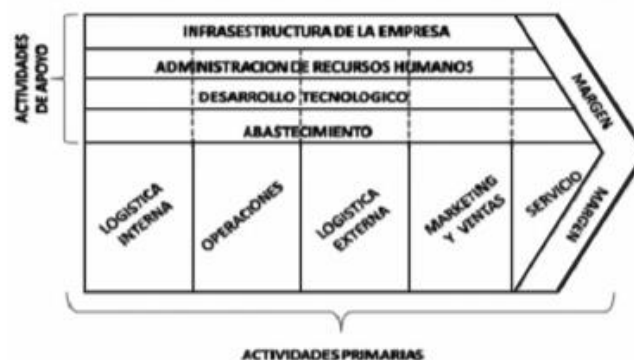 INFRASESTRUCTURA DE LA EMPRESA
ADMINISTRACION DE RECURSOS HUMANOS
DESARROLLO TECNOLOGICO
ABASTECIMIENTO
ACTIVIDADES
DE APOYO
MARGEN
LOGISTICA
INTERNA
OPERACIONES
LOGISTICA
EXTERNA
MARKETING
Y VENTAS
SERVICIO
MARGEN
ACTIVIDADES PRIMARIAS